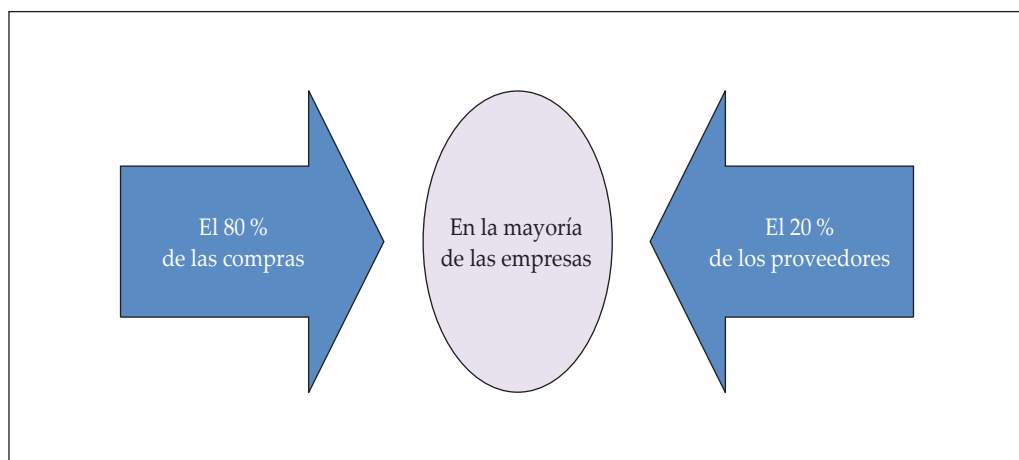 El 80 %
de las compras
En la mayoría
de las empresas
El 20 %
de los proveedores